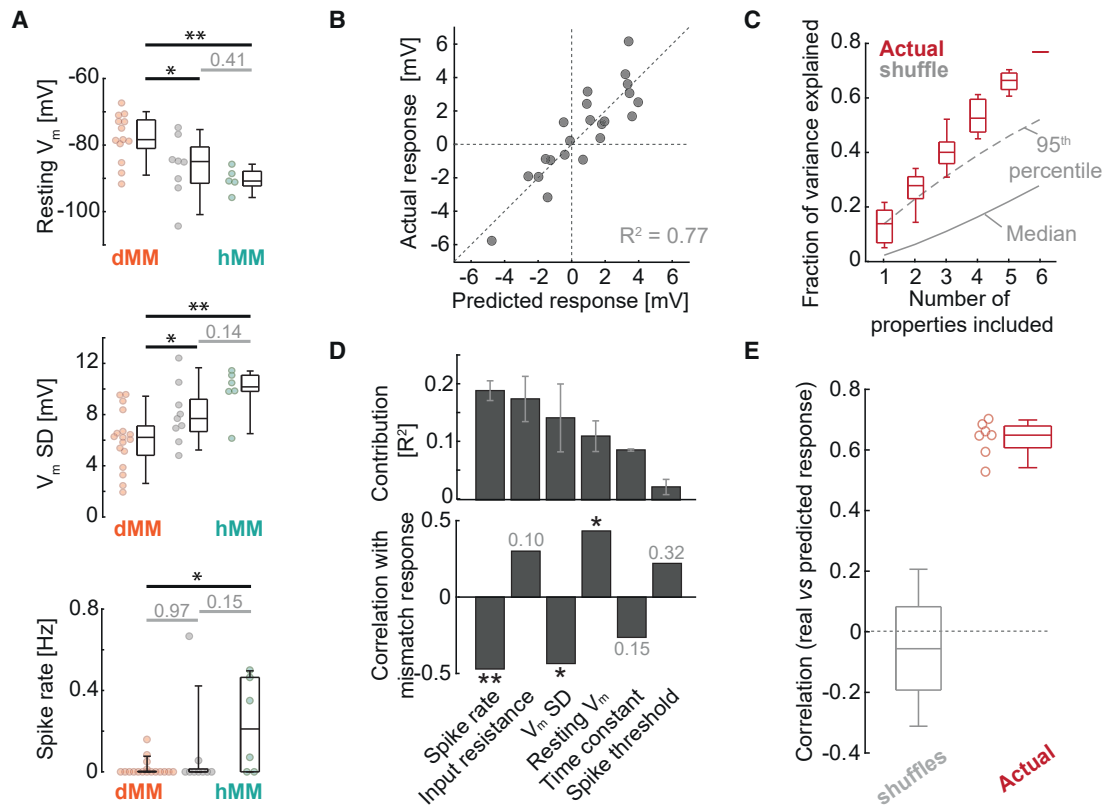 A
**
0.41
*
-60
-80
-100
Resting Vm [mV]
dMM
hMM
**
0.14
*
12
8
4
0
Vm SD [mV]
dMM
hMM
*
0.97
0.15
0.8
0.4
0
Spike rate [Hz]
dMM
hMM
B
6
4
2
0
-2
-4
-6
Actual response [mV]
R2 = 0.77
-6
-4
-2
0
2
4
6
Predicted response [mV]
C
Actual
shuffle
0.8
0.6
0.4
0.2
0
Fraction of variance explained
95th
percentile
Median
1
2
3
4
5
6
Number of
properties included
D
0.2
0.1
0
Contribution
[R2]
0.5
0
-0.5
Correlation with
mismatch response
**
0.10
*
*
0.15
0.32
Spike rate
Input resistance
Vm SD
Resting Vm
Time constant
Spike threshold
E
0.8
0.6
0.4
0.2
0
-0.2
-0.4
Correlation (real vs predicted response)
shuffles
Actual